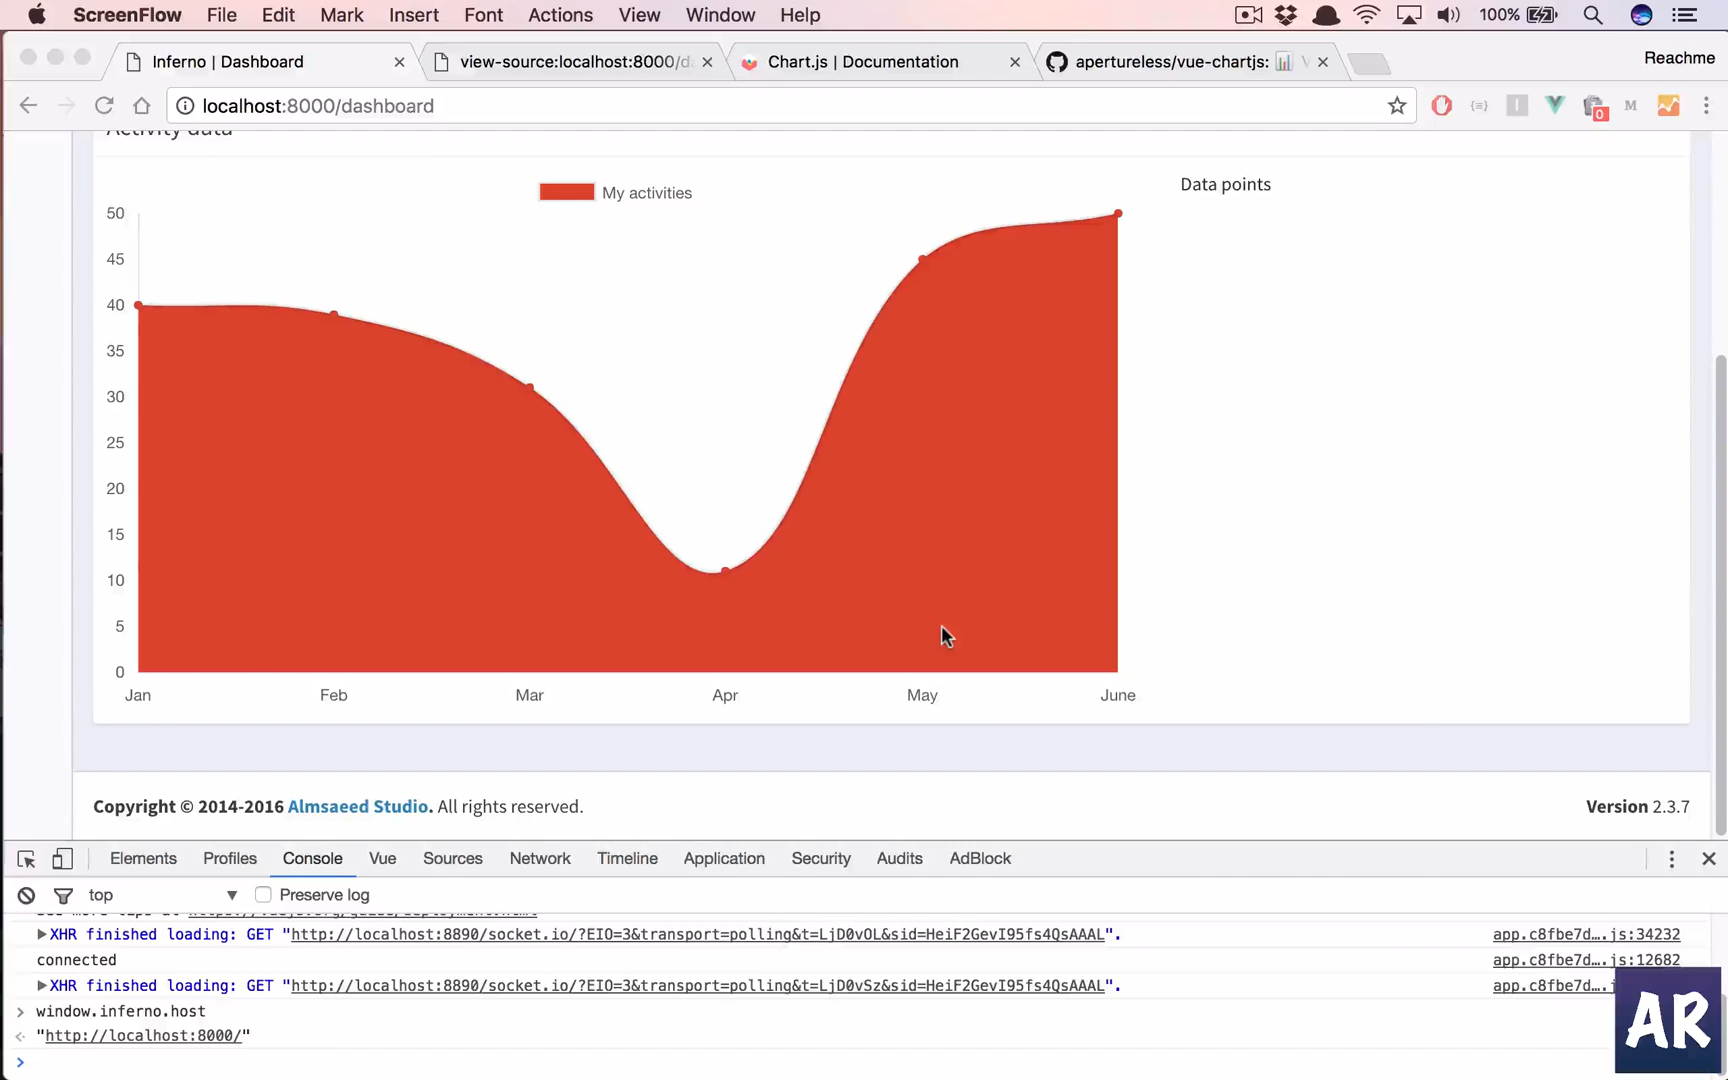 ScreenFlow File Edit Mark Insert Font Actions View Window Help 100%
Inferno | Dashboard view-source:localhost:8000/d Chart.js | Documentation apertureless/vue-chartjs: Reachme
localhost:8000/dashboard
Activity data
My activities
Data points
50
45
40
35
30
25
20
15
10
5
0
Jan Feb Mar Apr May June
Copyright © 2014-2016 Almsaeed Studio. All rights reserved. Version 2.3.7
Elements Profiles Console Vue Sources Network Timeline Application Security Audits AdBlock
top Preserve log
XHR finished loading: GET "http://localhost:8890/socket.io/?EIO=3&transport=polling&t=LjD0vOL&sid=HeiF2GevI95fs4QsAAAL". app.c8fbe7d….js:34232
connected app.c8fbe7d….js:12682
XHR finished loading: GET "http://localhost:8890/socket.io/?EIO=3&transport=polling&t=LjD0vSz&sid=HeiF2GevI95fs4QsAAAL". app.c8fbe7d….js:
window.inferno.host
"http://localhost:8000/"
AR